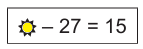 ☀ – 27 = 15